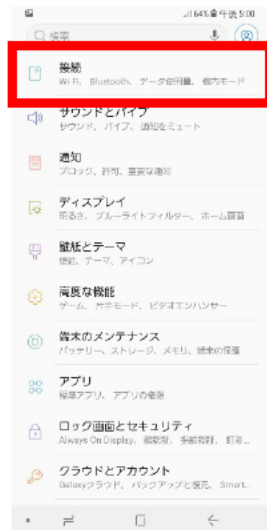 64% 午後 5:00
検索
接続
Wi-Fi、Bluetooth、データ使用量、機内モード
サウンドとバイブ
サウンド、バイブ、通知をミュート
通知
ブロック、許可、重要な通知
ディスプレイ
明るさ、ブルーライトフィルター、ホーム画面
壁紙とテーマ
壁紙、テーマ、アイコン
高度な機能
ゲーム、片手モード、ビデオエンハンサー
端末のメンテナンス
バッテリー、ストレージ、メモリ、端末の保護
アプリ
標準アプリ、アプリの権限
ロック画面とセキュリティ
Always On Display、顔認証、
クラウドとアカウント
Galaxyクラウド、バックアップと復元、Smart...